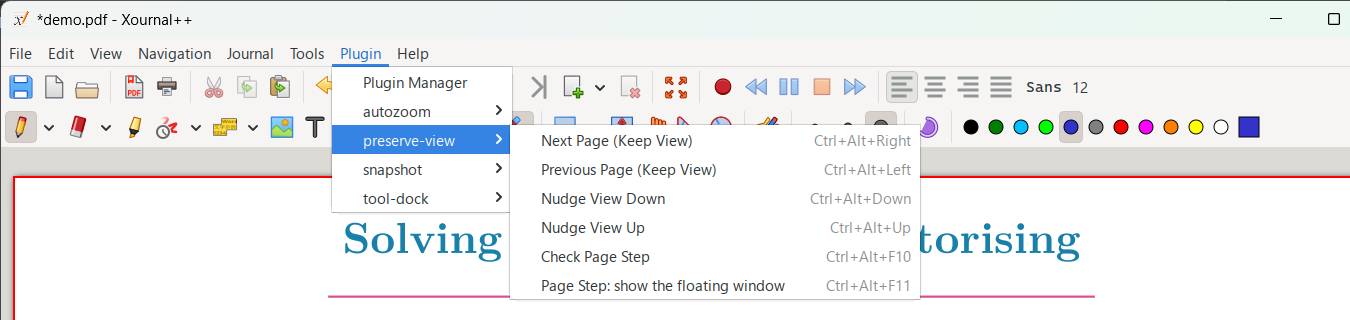 *demo.pdf - Xournal++
File Edit View Navigation Journal Tools Plugin Help
PDF
Sans 12
Plugin Manager
autozoom
preserve-view
snapshot
tool-dock
Next Page (Keep View) Ctrl+Alt+Right
Previous Page (Keep View) Ctrl+Alt+Left
Nudge View Down Ctrl+Alt+Down
Nudge View Up Ctrl+Alt+Up
Check Page Step Ctrl+Alt+F10
Page Step: show the floating window Ctrl+Alt+F11
Solving torising